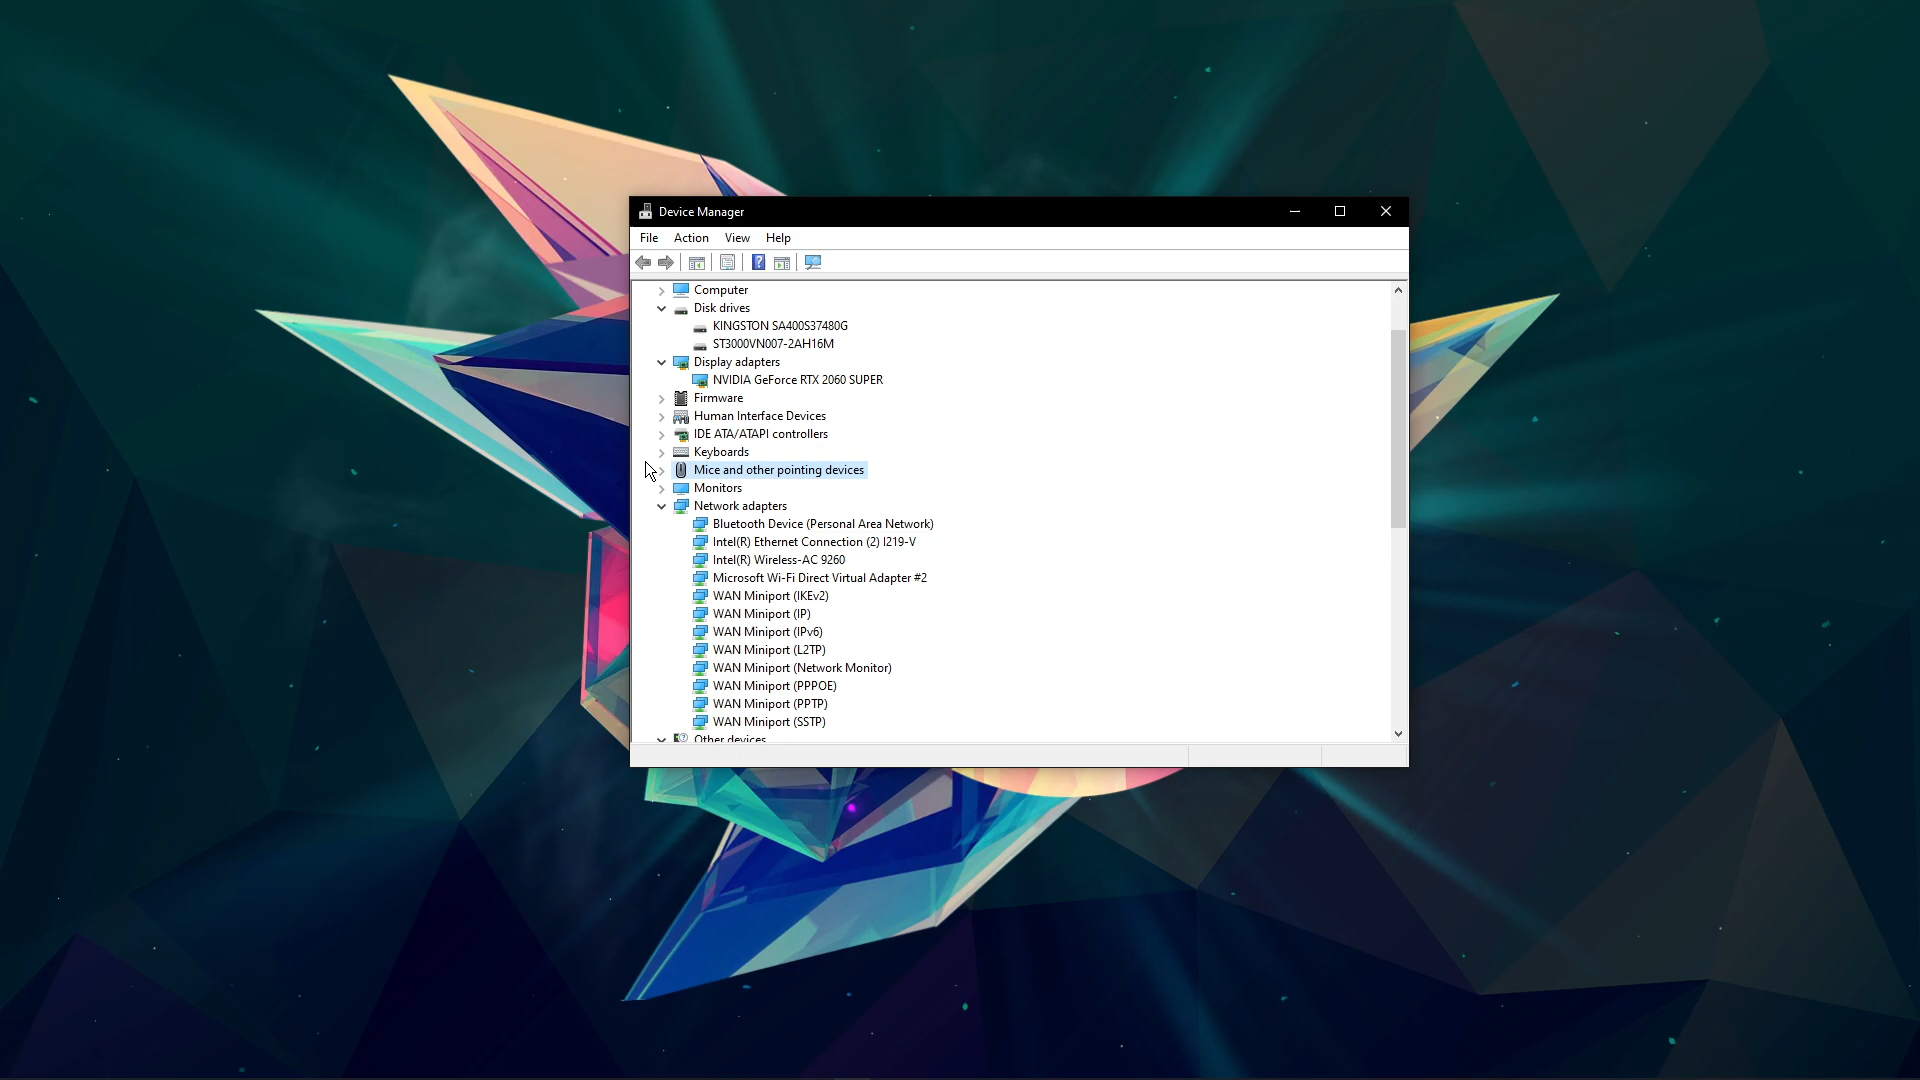 Device Manager
File Action View Help
Computer
Disk drives
KINGSTON SA400S37480G
ST3000VN007-2AH16M
Display adapters
NVIDIA GeForce RTX 2060 SUPER
Firmware
Human Interface Devices
IDE ATA/ATAPI controllers
Keyboards
Mice and other pointing devices
Monitors
Network adapters
Bluetooth Device (Personal Area Network)
Intel(R) Ethernet Connection (2) I219-V
Intel(R) Wireless-AC 9260
Microsoft Wi-Fi Direct Virtual Adapter #2
WAN Miniport (IKEv2)
WAN Miniport (IP)
WAN Miniport (IPv6)
WAN Miniport (L2TP)
WAN Miniport (Network Monitor)
WAN Miniport (PPPOE)
WAN Miniport (PPTP)
WAN Miniport (SSTP)
Other devices